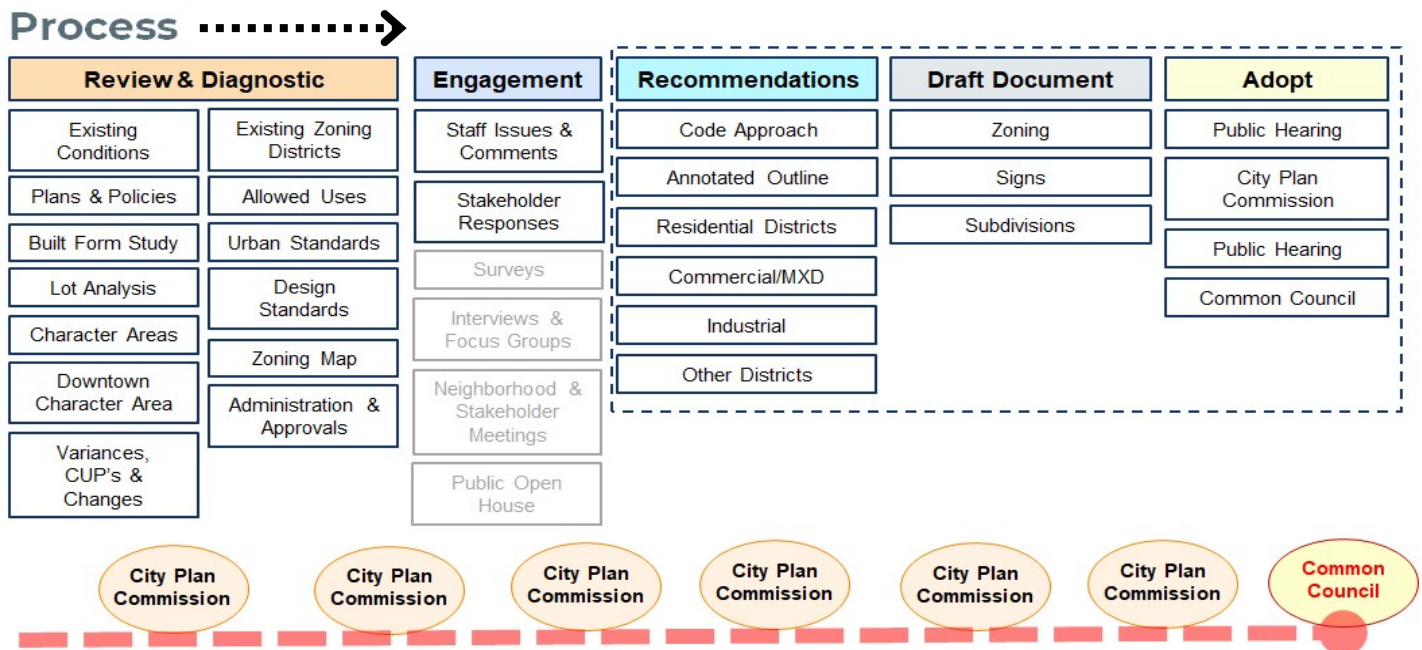 Process
Review & Diagnostic
Existing
Conditions
Plans & Policies
Built Form Study
Lot Analysis
Character Areas
Downtown
Character Area
Variances,
CUP's &
Changes
Existing Zoning
Districts
Allowed Uses
Urban Standards
Design
Standards
Zoning Map
Administration &
Approvals
Engagement
Staff Issues &
Comments
Stakeholder
Responses
Surveys
Interviews &
Focus Groups
Neighborhood &
Stakeholder
Meetings
Public Open
House
Recommendations
Code Approach
Annotated Outline
Residential Districts
Commercial/MXD
Industrial
Other Districts
Draft Document
Zoning
Signs
Subdivisions
Adopt
Public Hearing
City Plan
Commission
Public Hearing
Common Council
City Plan
Commission
City Plan
Commission
City Plan
Commission
City Plan
Commission
City Plan
Commission
City Plan
Commission
Common
Council